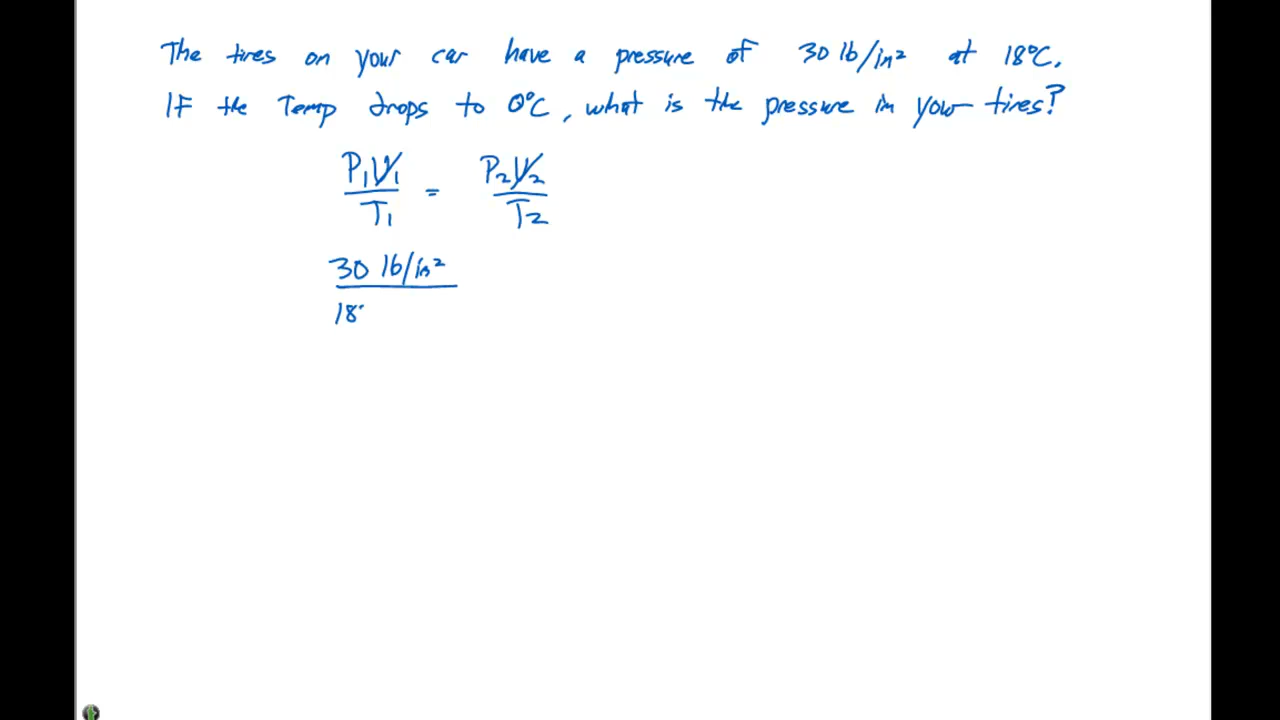 The tires on your car have a pressure of 30 lb/in² at 18°C.
If the Temp drops to 0°C, what is the pressure in your tires?
P₁V₁ = P₂V₂
T₁ T₂
30 lb/in²
18°